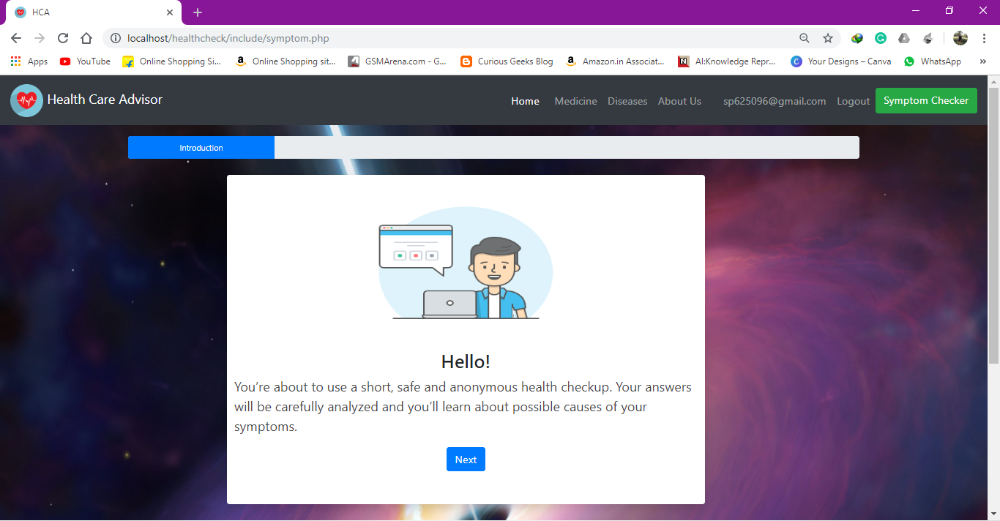 HCA
localhost/healthcheck/include/symptom.php
Apps YouTube Online Shopping Si... Online Shopping sit... GSMArena.com - G... Curious Geeks Blog Amazon.in Associat... AI:Knowledge Repr... Your Designs – Canva WhatsApp »
Health Care Advisor Home Medicine Diseases About Us sp625096@gmail.com Logout Symptom Checker
Introduction
Hello!
You’re about to use a short, safe and anonymous health checkup. Your answers
will be carefully analyzed and you’ll learn about possible causes of your
symptoms.
Next